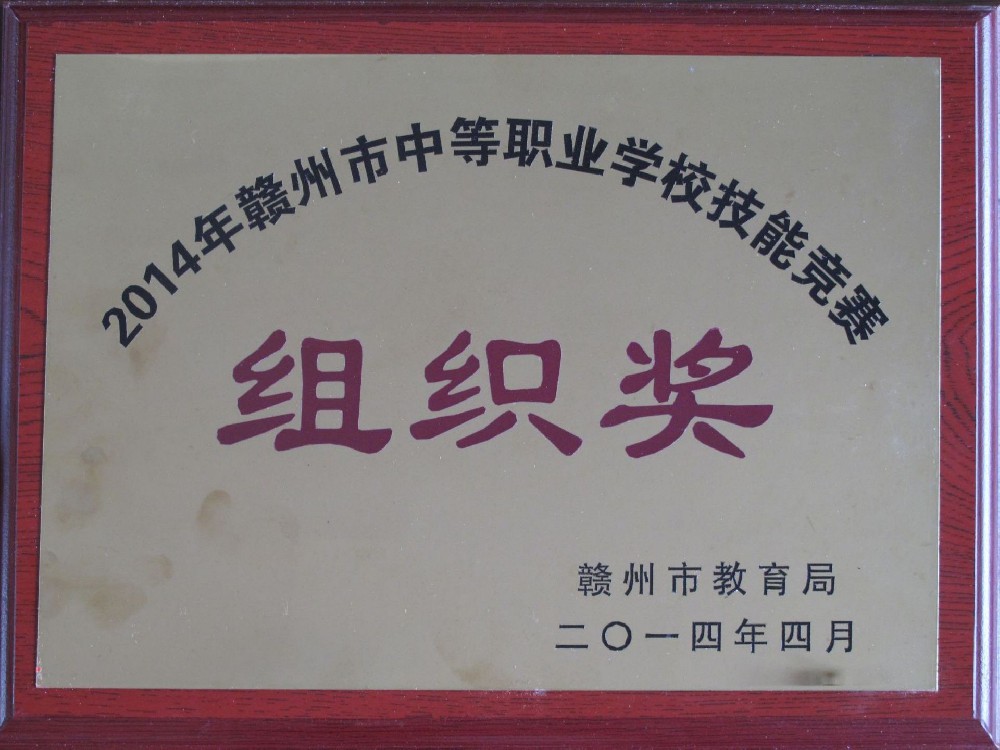 2014年赣州市中等职业学校技能竞赛
组织奖
赣州市教育局
二〇一四年四月